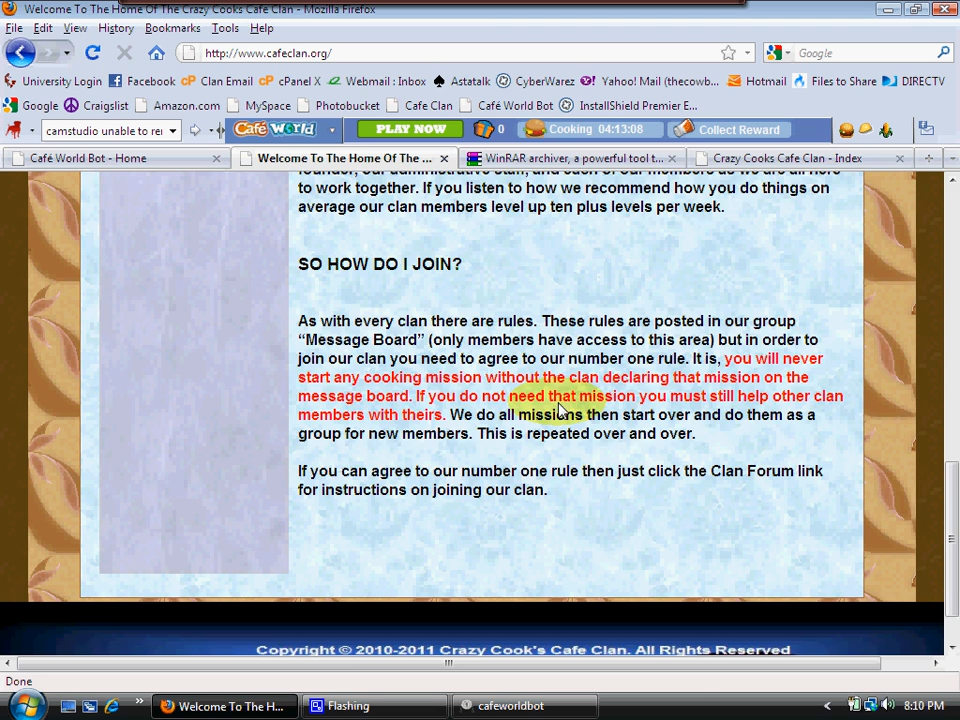 Welcome To The Home Of The Crazy Cooks Cafe Clan - Mozilla Firefox
File Edit View History Bookmarks Tools Help
http://www.cafeclan.org/
Google
University Login Facebook Clan Email cPanel X Webmail : Inbox Astatalk CyberWarez Yahoo! Mail (thecowb... Hotmail Files to Share DIRECTV
Google Craigslist Amazon.com MySpace Photobucket Cafe Clan Café World Bot InstallShield Premier E...
camstudio unable to re Café World PLAY NOW 0 Cooking 04:13:08 Collect Reward
Café World Bot - Home Welcome To The Home Of The ... WinRAR archiver, a powerful tool t... Crazy Cooks Cafe Clan - Index
to work together. If you listen to how we recommend how you do things on
average our clan members level up ten plus levels per week.
SO HOW DO I JOIN?
As with every clan there are rules. These rules are posted in our group
“Message Board” (only members have access to this area) but in order to
join our clan you need to agree to our number one rule. It is, you will never
start any cooking mission without the clan declaring that mission on the
message board. If you do not need that mission you must still help other clan
members with theirs. We do all missions then start over and do them as a
group for new members. This is repeated over and over.
If you can agree to our number one rule then just click the Clan Forum link
for instructions on joining our clan.
Copyright © 2010-2011 Crazy Cook's Cafe Clan. All Rights Reserved
Done
Welcome To The H... Flashing cafeworldbot 8:10 PM